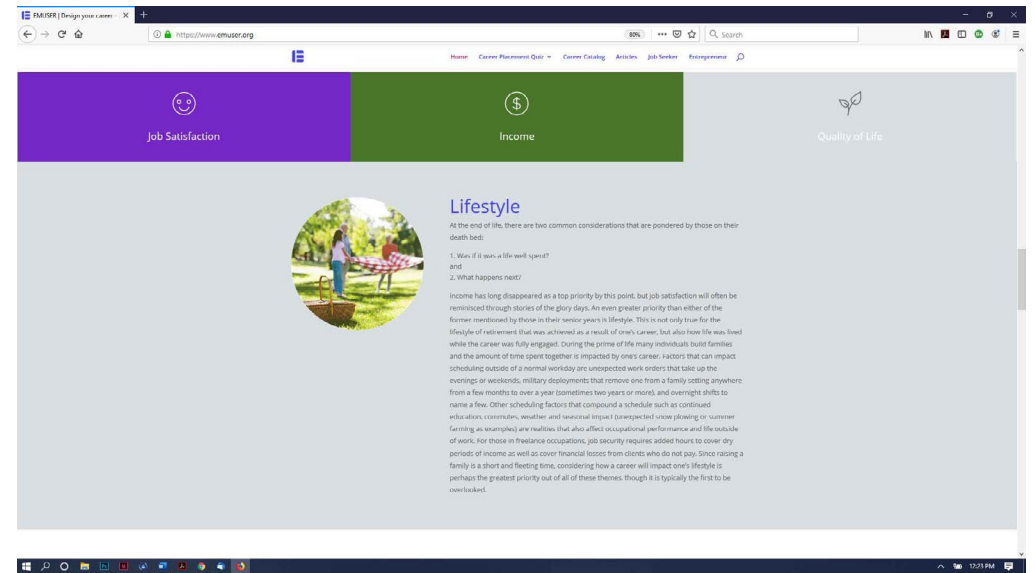 EMUSER | Design your career -
https://www.emuser.org
80%
Search
Home Career Placement Quiz Career Catalog Articles Job Seeker Entrepreneur
Job Satisfaction
Income
Quality of Life
Lifestyle
At the end of life, there are two common considerations that are pondered by those on their
death bed:
1. Was if it was a life well spent?
and
2. What happens next?
Income has long disappeared as a top priority by this point, but job satisfaction will often be
reminisced through stories of the glory days. An even greater priority than either of the
former mentioned by those in their senior years is lifestyle. This is not only true for the
lifestyle of retirement that was achieved as a result of one's career, but also how life was lived
while the career was fully engaged. During the prime of life many individuals build families
and the amount of time spent together is impacted by one's career. Factors that can impact
scheduling outside of a normal workday are unexpected work orders that take up the
evenings or weekends, military deployments that remove one from a family setting anywhere
from a few months to over a year (sometimes two years or more), and overnight shifts to
name a few. Other scheduling factors that compound a schedule such as continued
education, commutes, weather and seasonal impact (unexpected snow plowing or summer
farming as examples) are realities that also affect occupational performance and life outside
of work. For those in freelance occupations, job security requires added hours to cover dry
periods of income as well as cover financial losses from clients who do not pay. Since raising a
family is a short and fleeting time, considering how a career will impact one's lifestyle is
perhaps the greatest priority out of all of these themes, though it is typically the first to be
overlooked.
12:23 PM